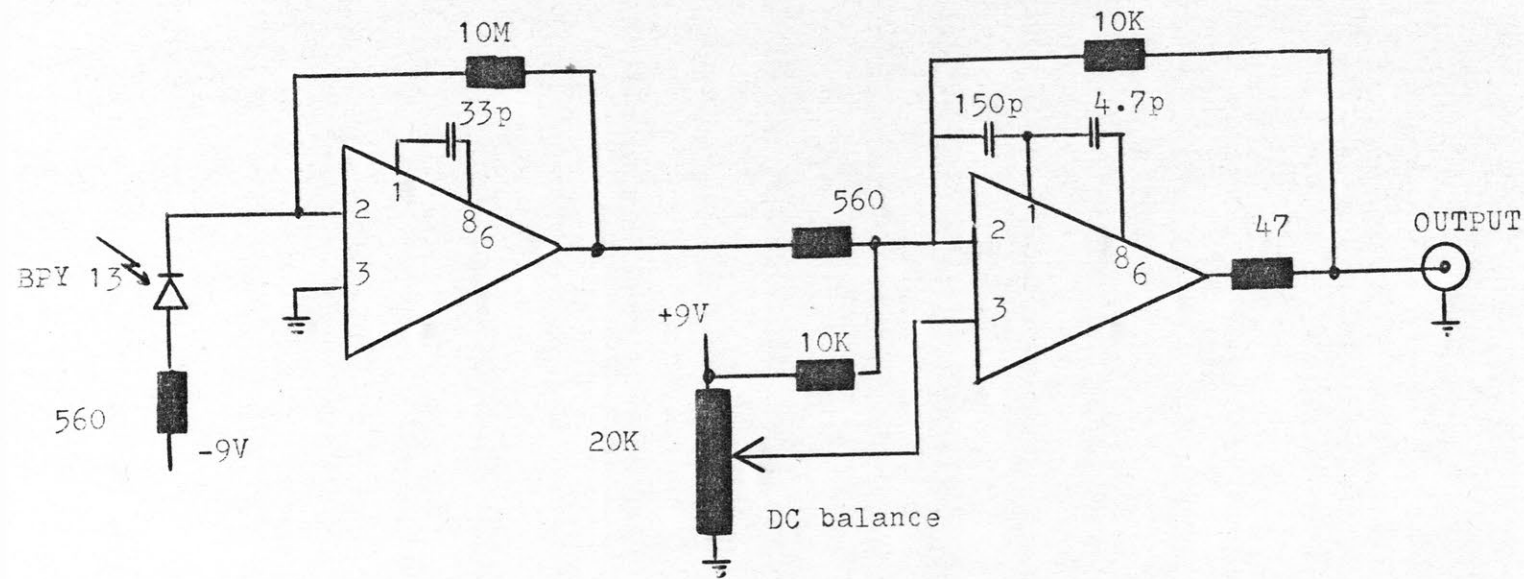 10M
10K
33p
150p
4.7p
1
1
2
8
6
560
2
8
6
47
OUTPUT
BPY 13
3
3
+9V
10K
560
-9V
20K
DC balance